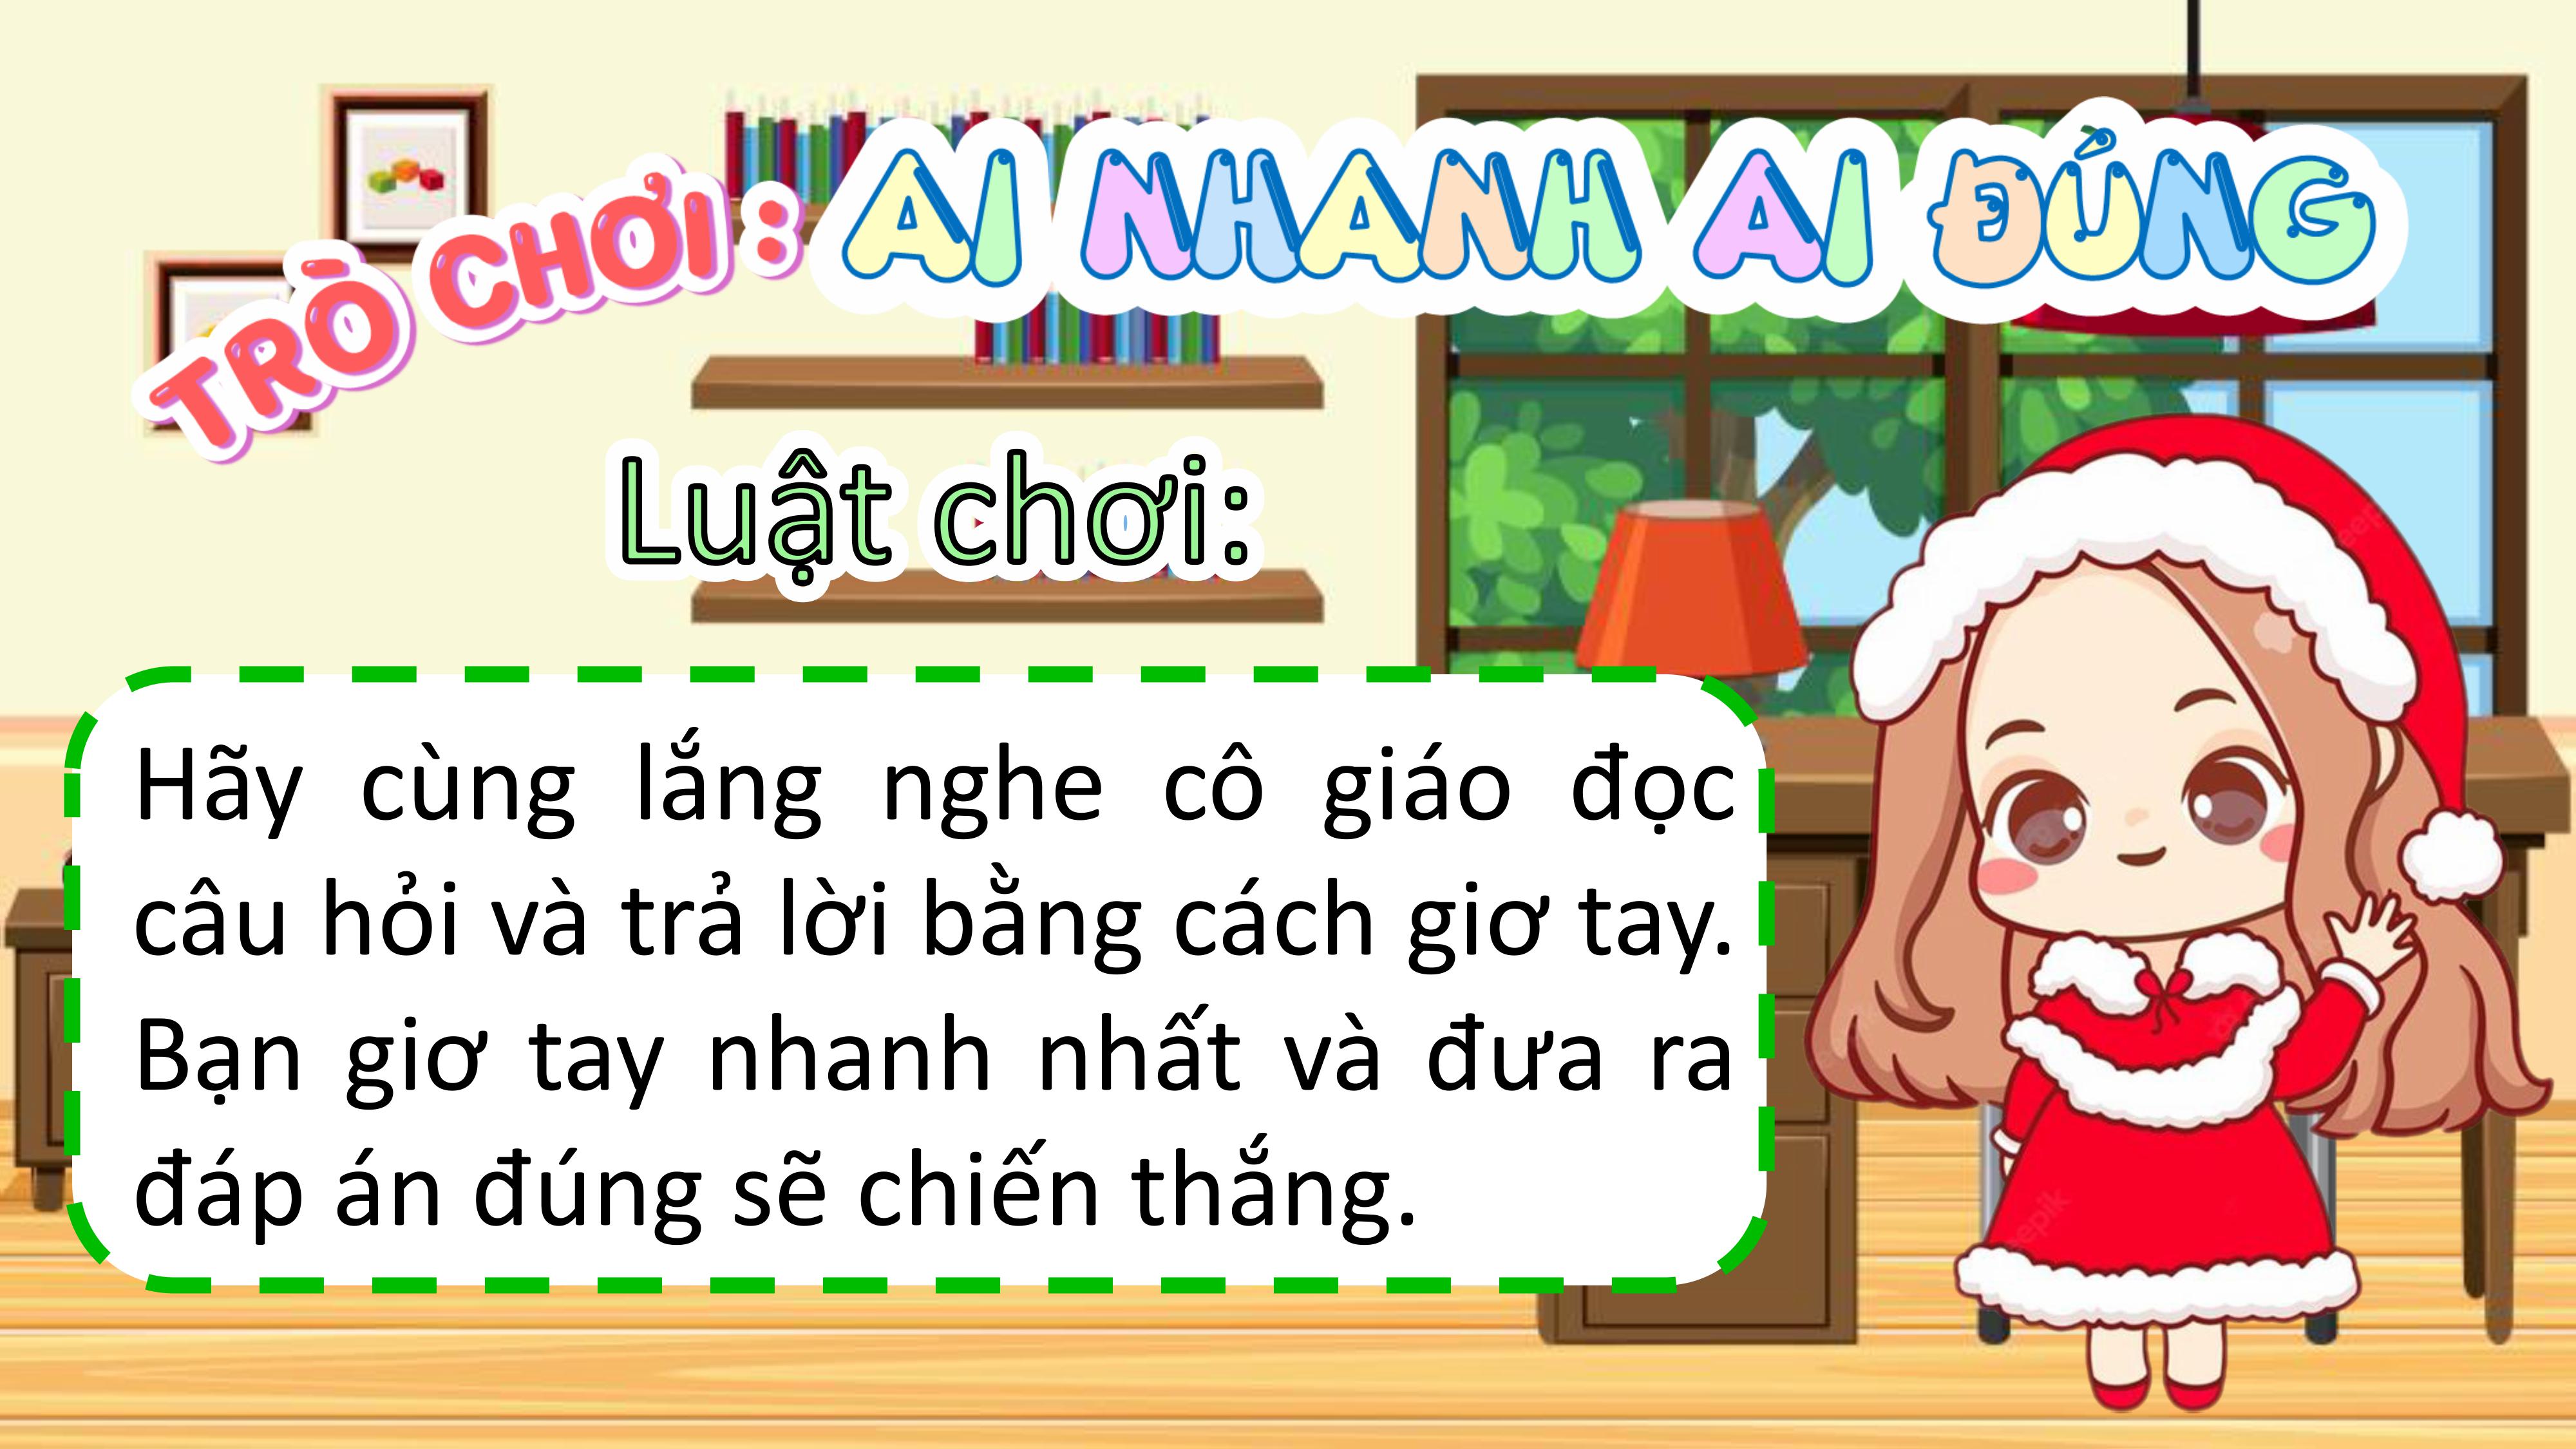 TRÒ CHƠI : AI NHANH AI ĐÚNG
Luật chơi:
Hãy cùng lắng nghe cô giáo đọc
câu hỏi và trả lời bằng cách giơ tay.
Bạn giơ tay nhanh nhất và đưa ra
đáp án đúng sẽ chiến thắng.